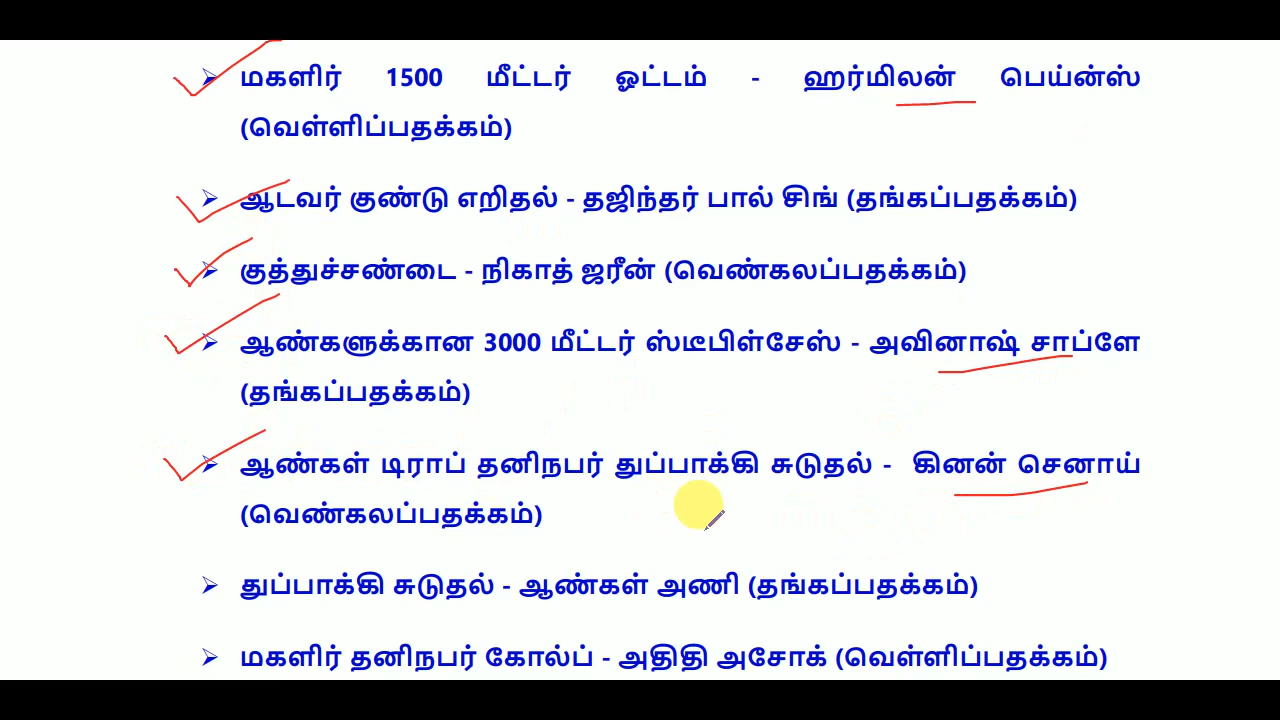 மகளிர் 1500 மீட்டர் ஓட்டம் - ஹர்மிலன் பெய்ன்ஸ்
(வெள்ளிப்பதக்கம்)
ஆடவர் குண்டு எறிதல் - தஜிந்தர் பால் சிங் (தங்கப்பதக்கம்)
குத்துச்சண்டை - நிகாத் ஜரீன் (வெண்கலப்பதக்கம்)
ஆண்களுக்கான 3000 மீட்டர் ஸ்டீபிள்சேஸ் - அவினாஷ் சாப்ளே
(தங்கப்பதக்கம்)
ஆண்கள் டிராப் தனிநபர் துப்பாக்கி சுடுதல் - கினன் செனாய்
(வெண்கலப்பதக்கம்)
துப்பாக்கி சுடுதல் - ஆண்கள் அணி (தங்கப்பதக்கம்)
மகளிர் தனிநபர் கோல்ப் - அதிதி அசோக் (வெள்ளிப்பதக்கம்)